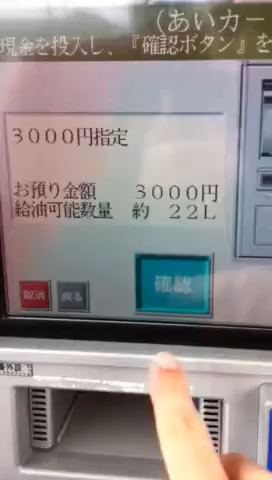 （あいカー
現金を投入し、『確認ボタン』を
3000円指定
お預り金額 3000円
給油可能数量 約 22L
取消
戻る
確認